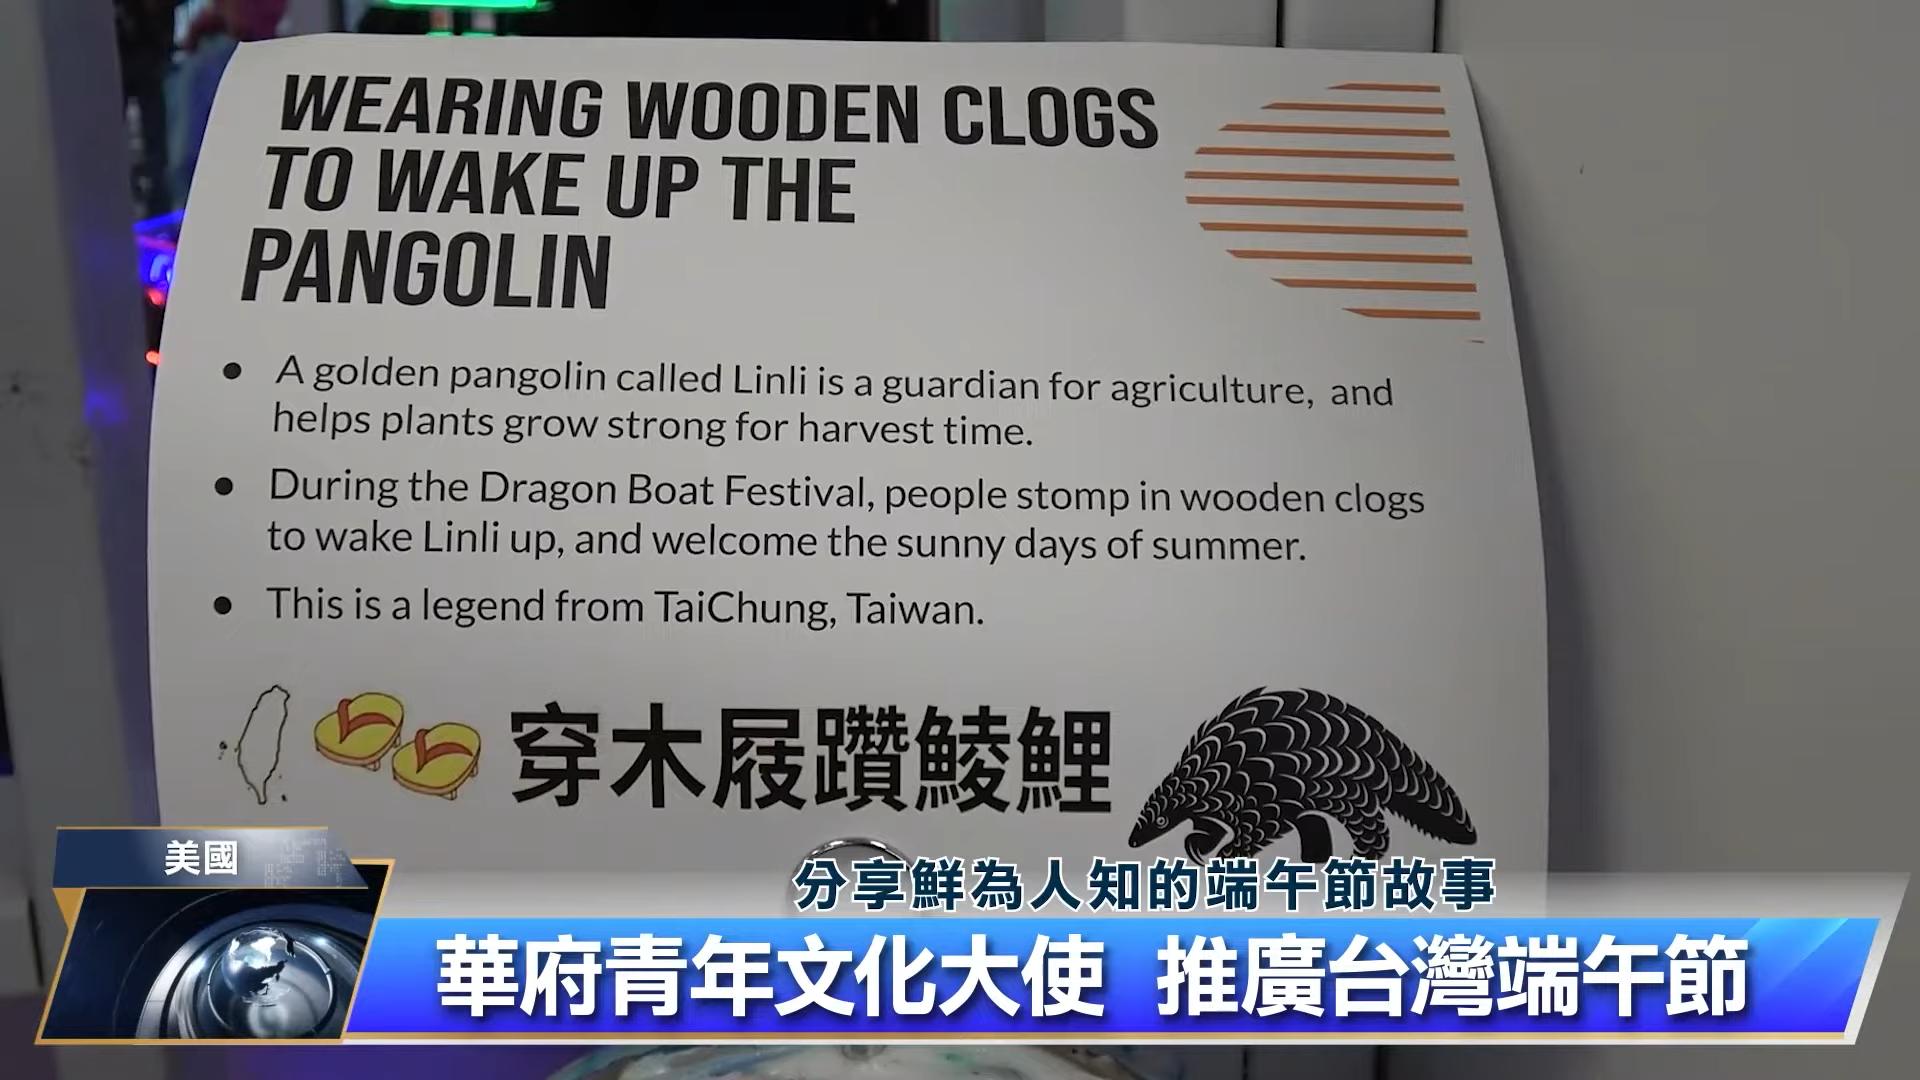 WEARING WOODEN CLOGS
TO WAKE UP THE
PANGOLIN
● A golden pangolin called Linli is a guardian for agriculture, and
helps plants grow strong for harvest time.
● During the Dragon Boat Festival, people stomp in wooden clogs
to wake Linli up, and welcome the sunny days of summer.
● This is a legend from TaiChung, Taiwan.
穿木屐躦鯪鯉
美國
分享鮮為人知的端午節故事
華府青年文化大使 推廣台灣端午節